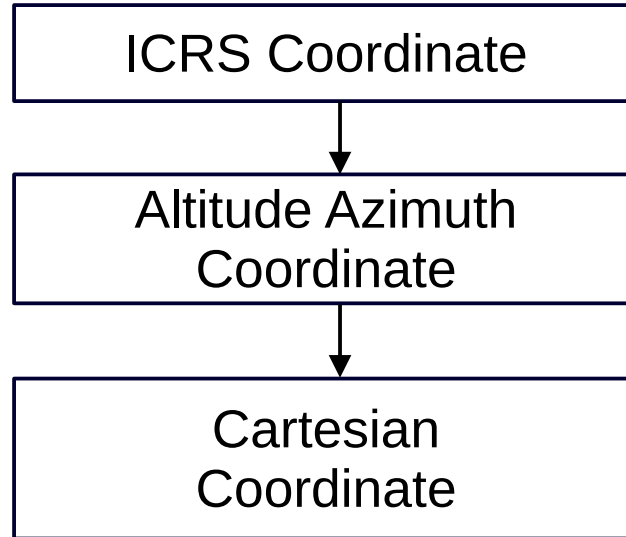 ICRS Coordinate
Altitude Azimuth
Coordinate
Cartesian
Coordinate